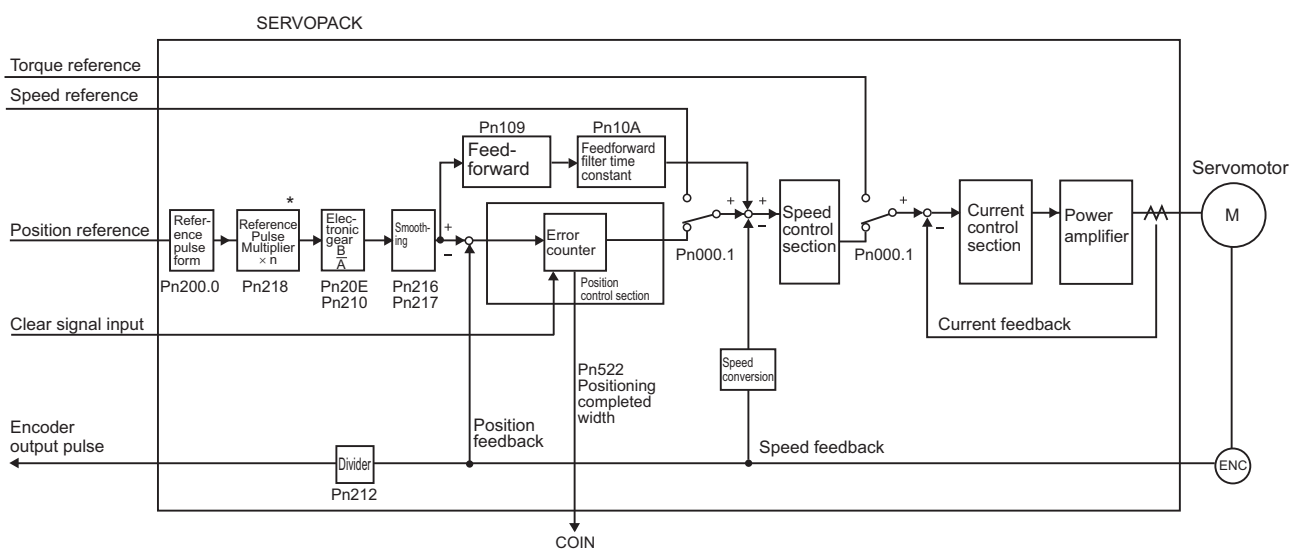 SERVOPACK
Torque reference
Speed reference
Pn109
Feed-
forward
Pn10A
Feedforward
filter time
constant
Servomotor
M
Position reference
Refer-
ence
pulse
form
Pn200.0
*
Reference
Pulse
Multiplier
× n
Pn218
Elec-
tronic
gear
B
A
Pn20E
Pn210
Smooth-
ing
Pn216
Pn217
+
−
Error
counter
Position
control section
Pn000.1
+
+
−
Speed
control
section
Pn000.1
+
−
Current
control
section
Power
amplifier
Clear signal input
Current feedback
Pn522
Positioning
completed
width
Speed
conversion
Encoder
output pulse
Position
feedback
Speed feedback
Divider
Pn212
ENC
COIN